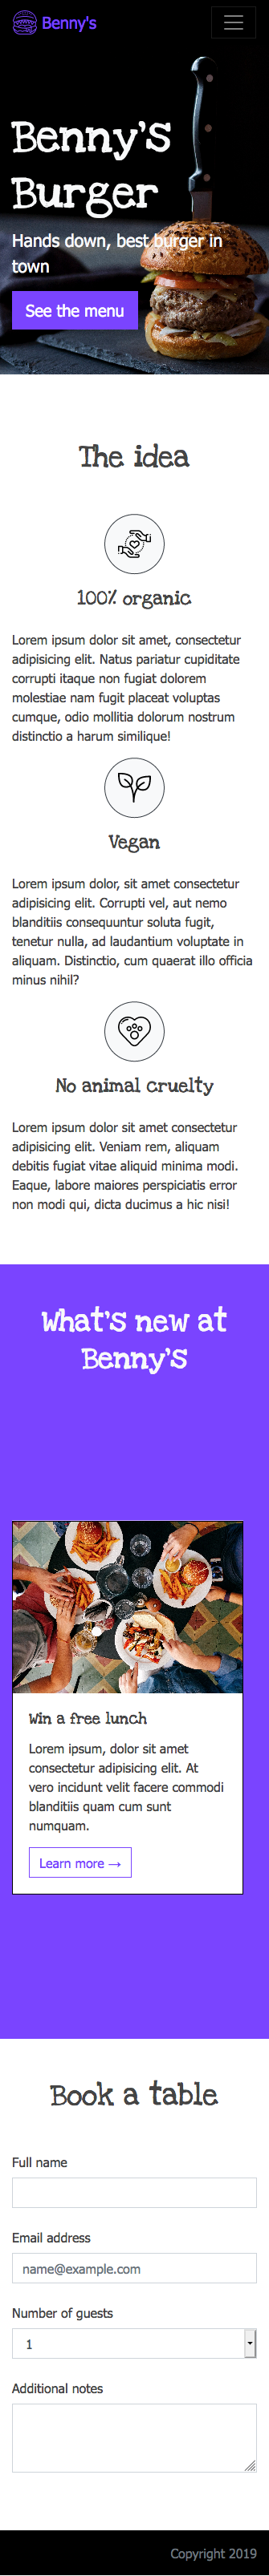 Benny's
Benny's
Burger
Hands down, best burger in
town
See the menu
The idea
100% organic
Lorem ipsum dolor sit amet, consectetur
adipisicing elit. Natus pariatur cupiditate
corrupti itaque non fugiat dolorem
molestiae nam fugit placeat voluptas
cumque, odio mollitia dolorum nostrum
distinctio a harum similique!
Vegan
Lorem ipsum dolor, sit amet consectetur
adipisicing elit. Corrupti vel, aut nemo
blanditiis consequuntur soluta fugit,
tenetur nulla, ad laudantium voluptate in
aliquam. Distinctio, cum quaerat illo officia
minus nihil?
No animal cruelty
Lorem ipsum dolor sit amet consectetur
adipisicing elit. Veniam rem, aliquam
debitis fugiat vitae aliquid minima modi.
Eaque, labore maiores perspiciatis error
non modi qui, dicta ducimus a hic nisi!
What's new at
Benny's
Win a free lunch
Lorem ipsum, dolor sit amet
consectetur adipisicing elit. At
vero incidunt velit facere commodi
blanditiis quam cum sunt
numquam.
Learn more →
Book a table
Full name
Email address
name@example.com
Number of guests
1
Additional notes
Copyright 2019